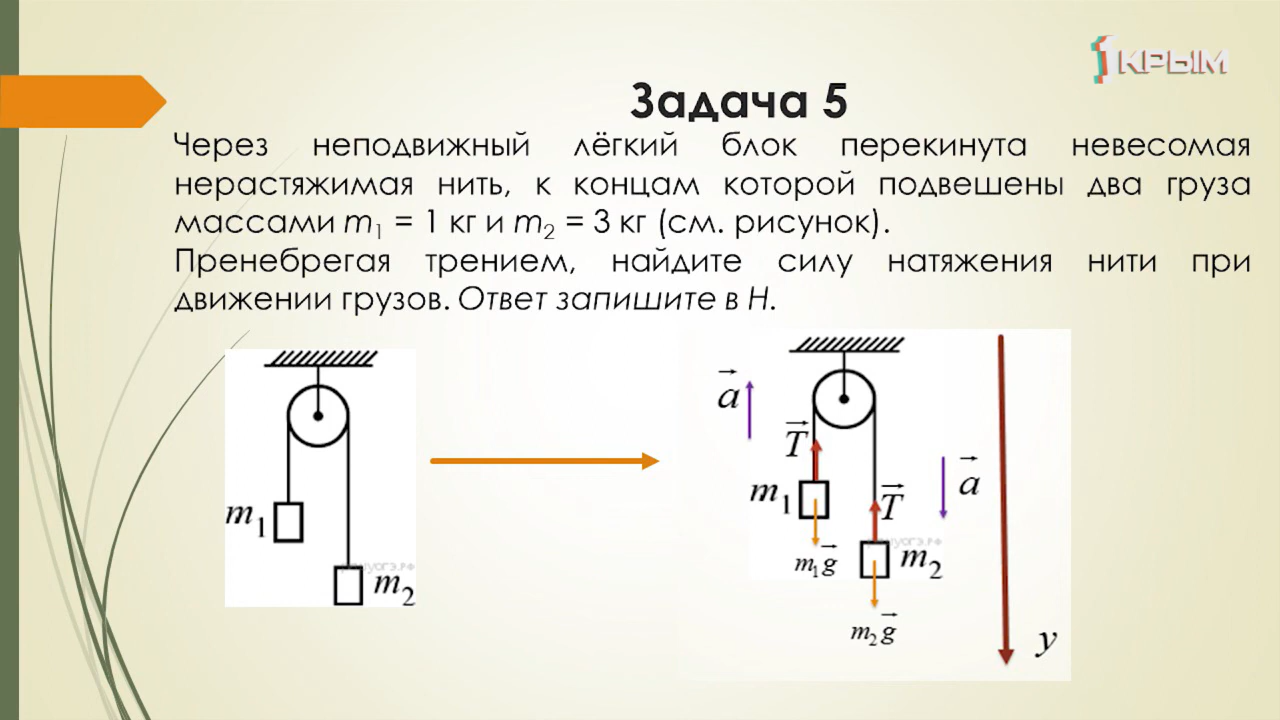 1 КРЫМ
Задача 5
Через неподвижный лёгкий блок перекинута невесомая
нерастяжимая нить, к концам которой подвешены два груза
массами m₁ = 1 кг и m₂ = 3 кг (см. рисунок).
Пренебрегая трением, найдите силу натяжения нити при
движении грузов. Ответ запишите в Н.
m₁
m₂
a
T
m₁
m₁g
T
a
m₂
m₂g
y